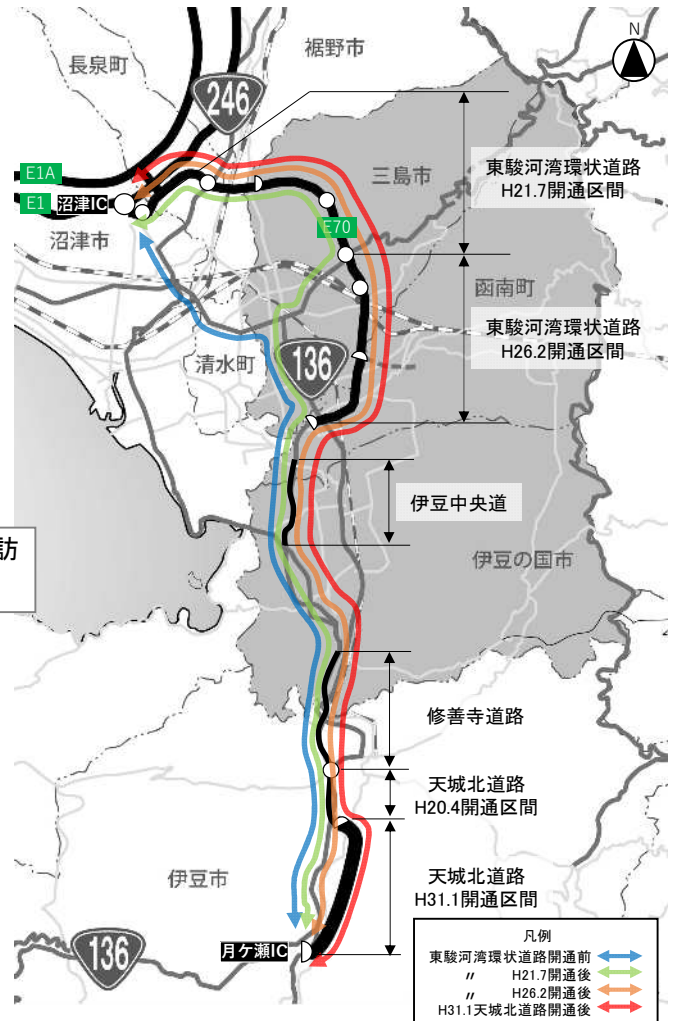 長泉町
裾野市
N
246
E1A
E1
沼津IC
沼津市
三島市
E70
東駿河湾環状道路
H21.7開通区間
函南町
東駿河湾環状道路
H26.2開通区間
清水町
136
伊豆中央道
訪
伊豆の国市
修善寺道路
天城北道路
H20.4開通区間
伊豆市
天城北道路
H31.1開通区間
136
月ケ瀬IC
凡例
東駿河湾環状道路開通前
〃 H21.7開通後
〃 H26.2開通後
H31.1天城北道路開通後